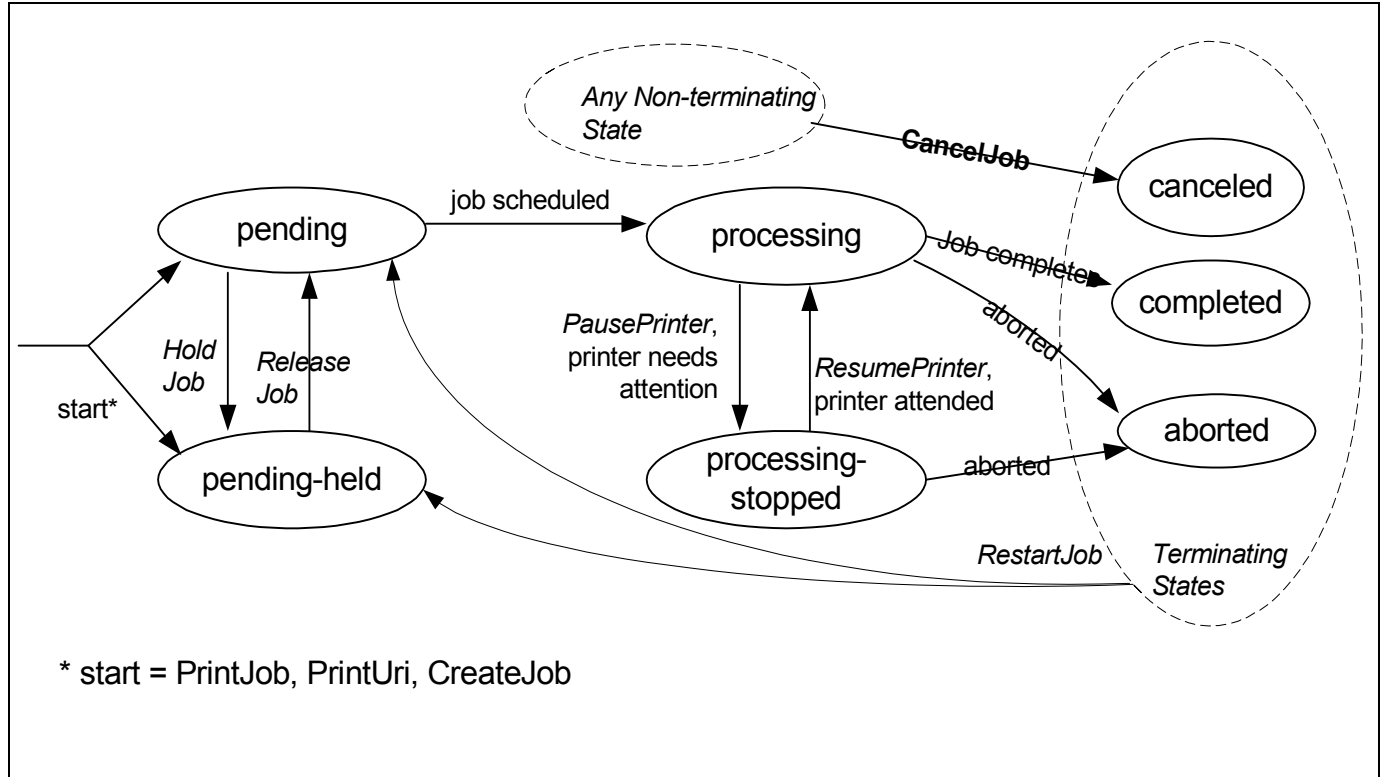 Any Non-terminating
State
CancelJob
canceled
pending
job scheduled
processing
Job completes
completed
Hold
Job
Release
Job
PausePrinter,
printer needs
attention
ResumePrinter,
printer attended
aborted
start*
aborted
pending-held
processing-
stopped
aborted
RestartJob
Terminating
States
* start = PrintJob, PrintUri, CreateJob